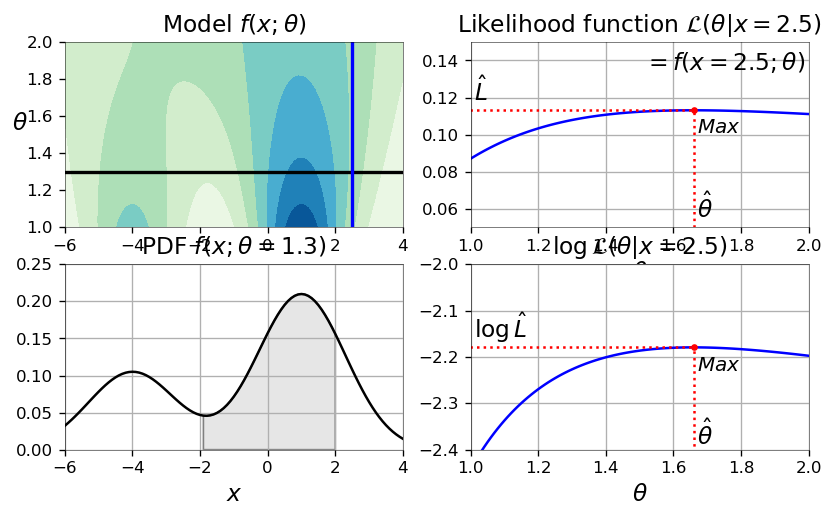 Model f(x; θ)
2.0
1.8
θ 1.6
1.4
1.2
1.0
−6 −4 −2 0 2 4
Likelihood function ℒ(θ|x = 2.5)
= f(x = 2.5; θ)
0.14
0.12
0.10
0.08
0.06
L̂
Max
θ̂
1.0 1.2 1.4 1.6 1.8 2.0
PDF f(x; θ = 1.3)
0.25
0.20
0.15
0.10
0.05
0.00
−6 −4 −2 0 2 4
x
log ℒ(θ|x = 2.5)
−2.0
−2.1
−2.2
−2.3
−2.4
log L̂
Max
θ̂
1.0 1.2 1.4 1.6 1.8 2.0
θ